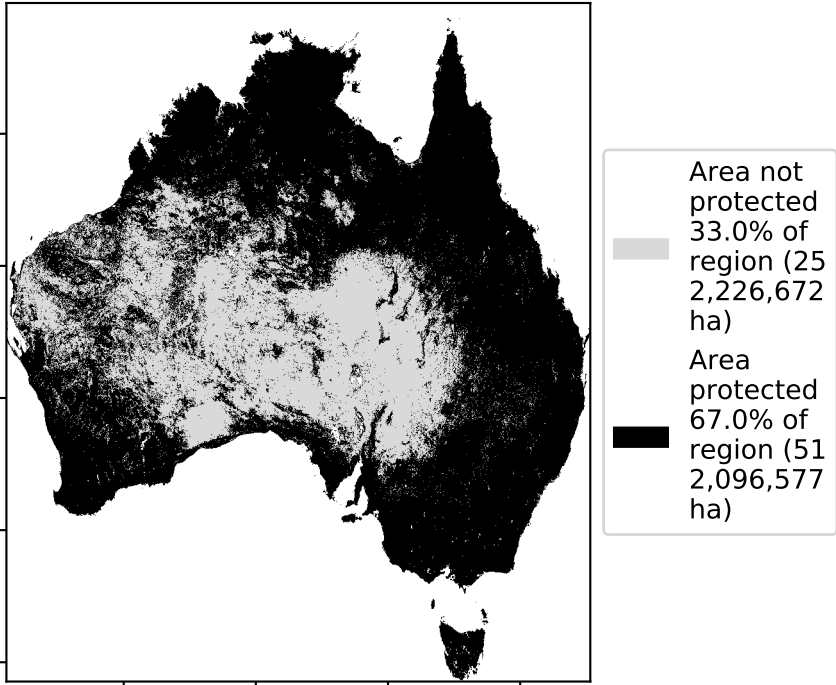 Area not
protected
33.0% of
region (25
2,226,672
ha)
Area
protected
67.0% of
region (51
2,096,577
ha)